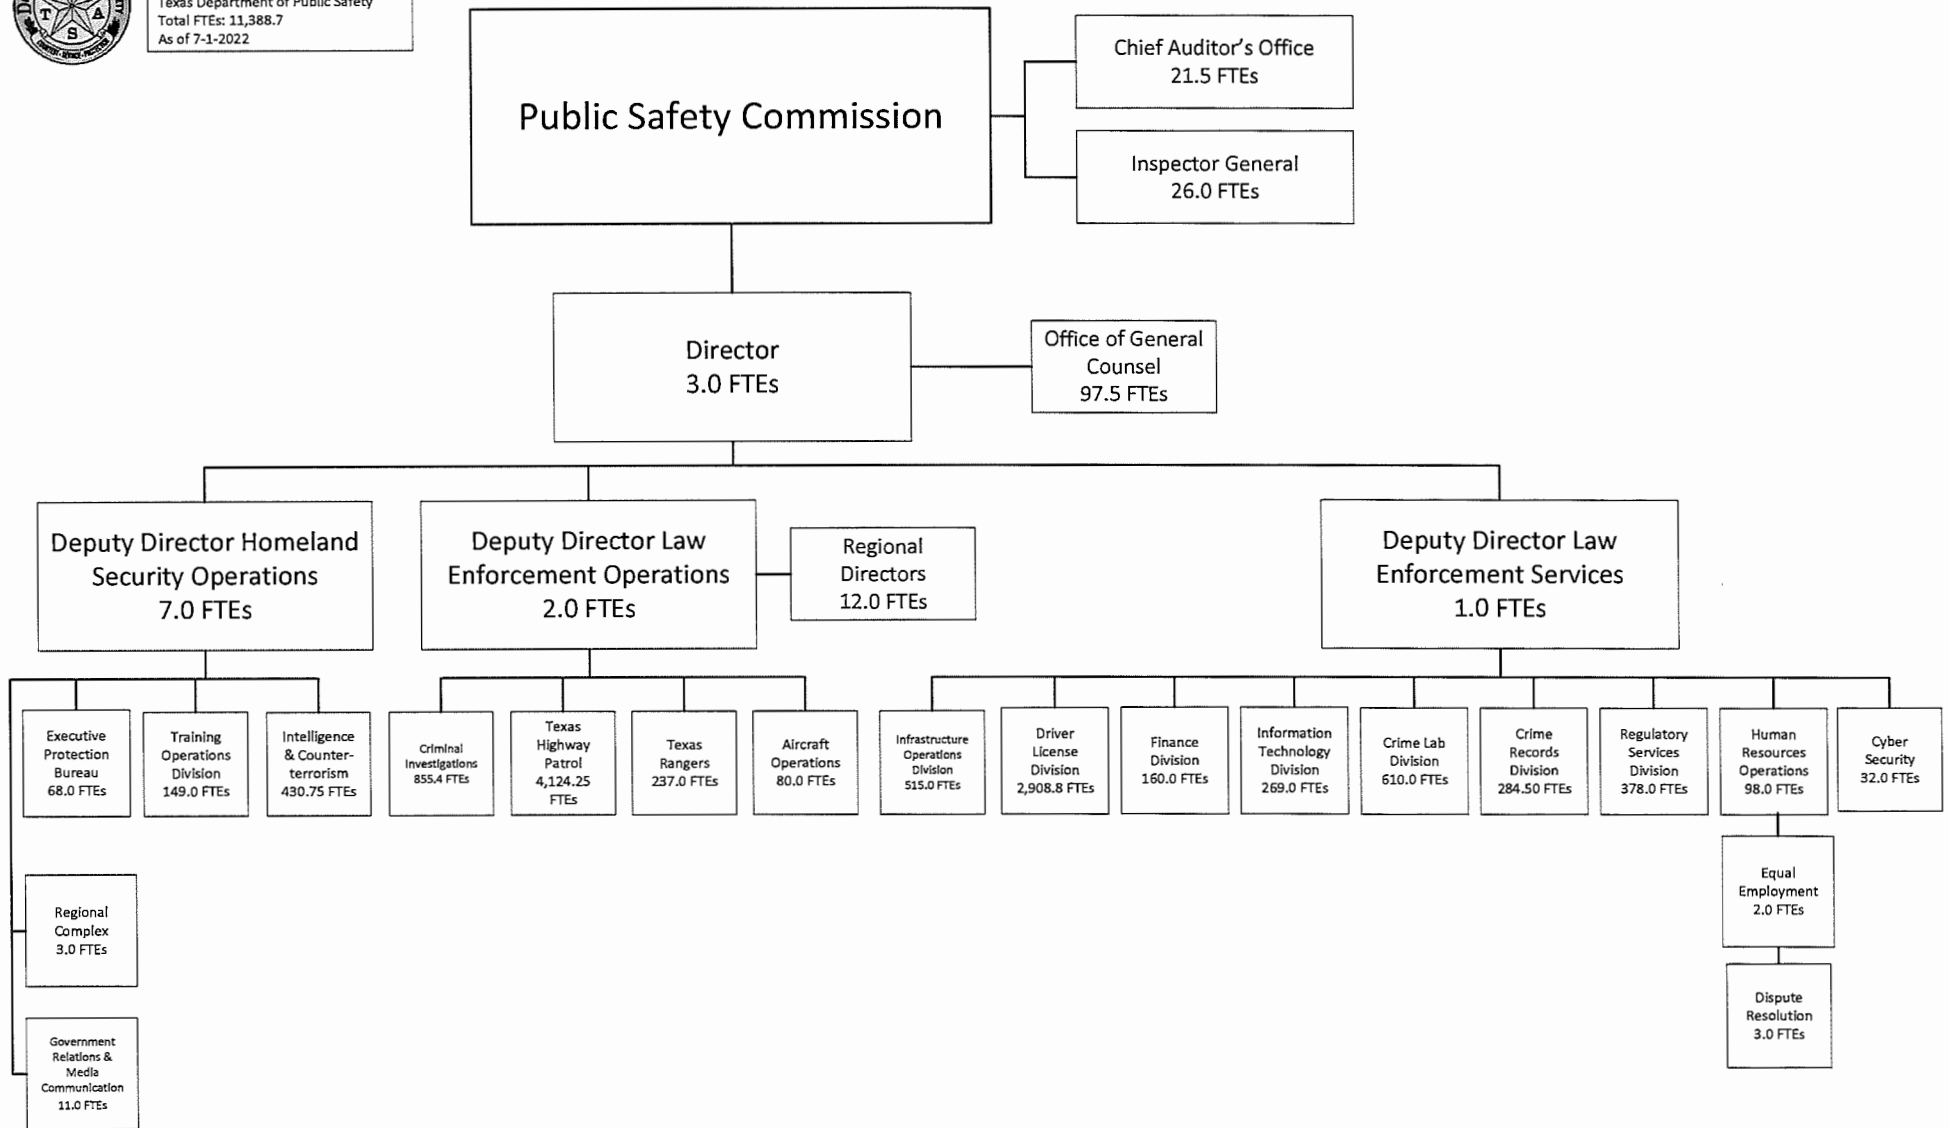 Texas Department of Public Safety
Total FTEs: 11,388.7
As of 7-1-2022
T A
S
Public Safety Commission
Chief Auditor's Office
21.5 FTEs
Inspector General
26.0 FTEs
Director
3.0 FTEs
Office of General
Counsel
97.5 FTEs
Deputy Director Homeland
Security Operations
7.0 FTEs
Deputy Director Law
Enforcement Operations
2.0 FTEs
Regional
Directors
12.0 FTEs
Deputy Director Law
Enforcement Services
1.0 FTEs
Executive
Protection
Bureau
68.0 FTEs
Training
Operations
Division
149.0 FTEs
Intelligence
& Counter-
terrorism
430.75 FTEs
Criminal
Investigations
855.4 FTEs
Texas
Highway
Patrol
4,124.25
FTEs
Texas
Rangers
237.0 FTEs
Aircraft
Operations
80.0 FTEs
Infrastructure
Operations
Division
515.0 FTEs
Driver
License
Division
2,908.8 FTEs
Finance
Division
160.0 FTEs
Information
Technology
Division
269.0 FTEs
Crime Lab
Division
610.0 FTEs
Crime
Records
Division
284.50 FTEs
Regulatory
Services
Division
378.0 FTEs
Human
Resources
Operations
98.0 FTEs
Cyber
Security
32.0 FTEs
Equal
Employment
2.0 FTEs
Dispute
Resolution
3.0 FTEs
Regional
Complex
3.0 FTEs
Government
Relations &
Media
Communication
11.0 FTEs